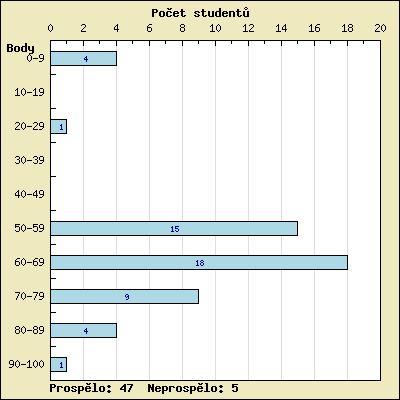 Počet studentů
0 2 4 6 8 10 12 14 16 18 20
Body
0-9 4
10-19
20-29 1
30-39
40-49
50-59 15
60-69 18
70-79 9
80-89 4
90-100 1
Prospělo: 47 Neprospělo: 5